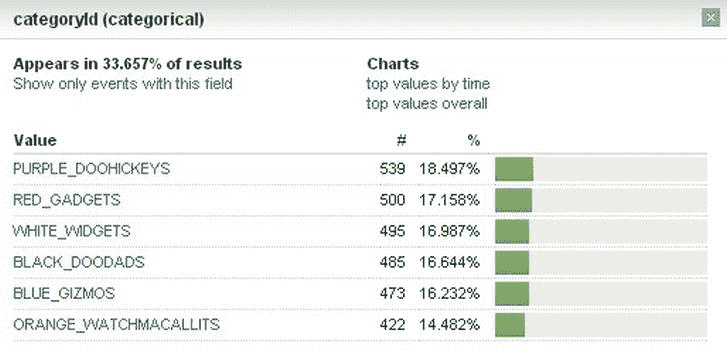 categoryId (categorical)
Appears in 33.657% of results
Show only events with this field
Charts
top values by time
top values overall
Value # %
PURPLE_DOOHICKEYS 539 18.497%
RED_GADGETS 500 17.158%
WHITE_WIDGETS 495 16.987%
BLACK_DOODADS 485 16.644%
BLUE_GIZMOS 473 16.232%
ORANGE_WATCHMACALLITS 422 14.482%